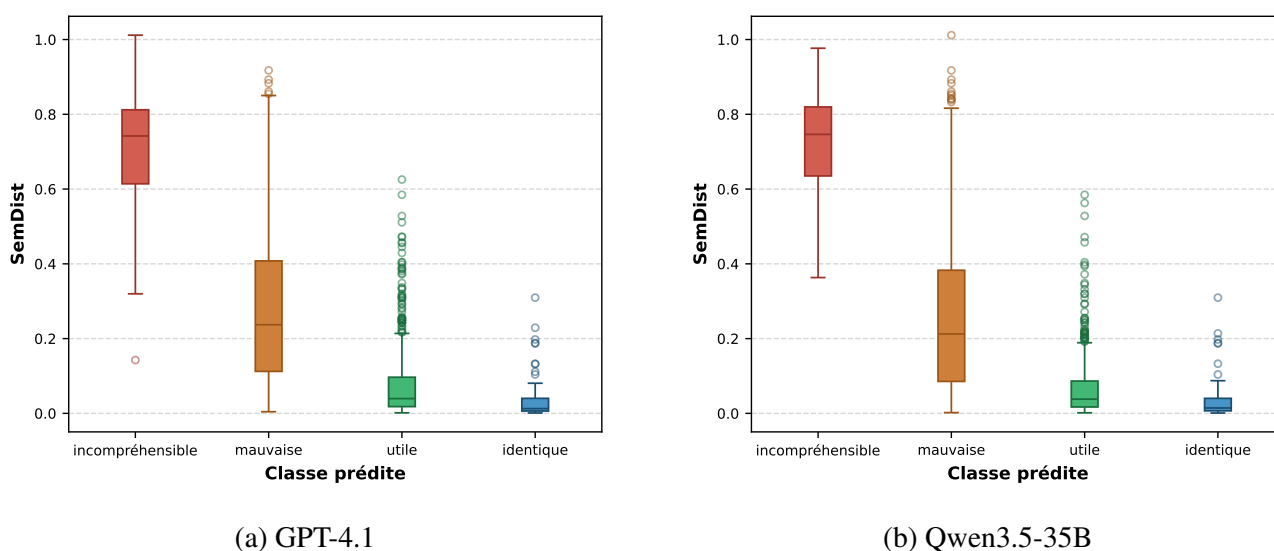 1.0
0.8
0.6
0.4
0.2
0.0
SemDist
incompréhensible mauvaise utile identique
Classe prédite
(a) GPT-4.1
1.0
0.8
0.6
0.4
0.2
0.0
SemDist
incompréhensible mauvaise utile identique
Classe prédite
(b) Qwen3.5-35B